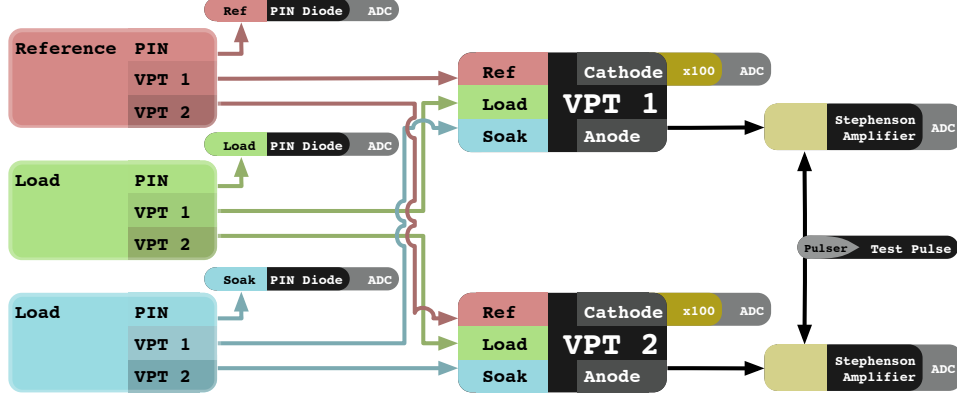 Ref PIN Diode ADC
Reference PIN
VPT 1
VPT 2
Load PIN Diode ADC
Load PIN
VPT 1
VPT 2
Soak PIN Diode ADC
Load PIN
VPT 1
VPT 2
Ref Cathode x100 ADC
Load VPT 1
Soak Anode
Stephenson
Amplifier ADC
Pulser Test Pulse
Ref Cathode x100 ADC
Load VPT 2
Soak Anode
Stephenson
Amplifier ADC